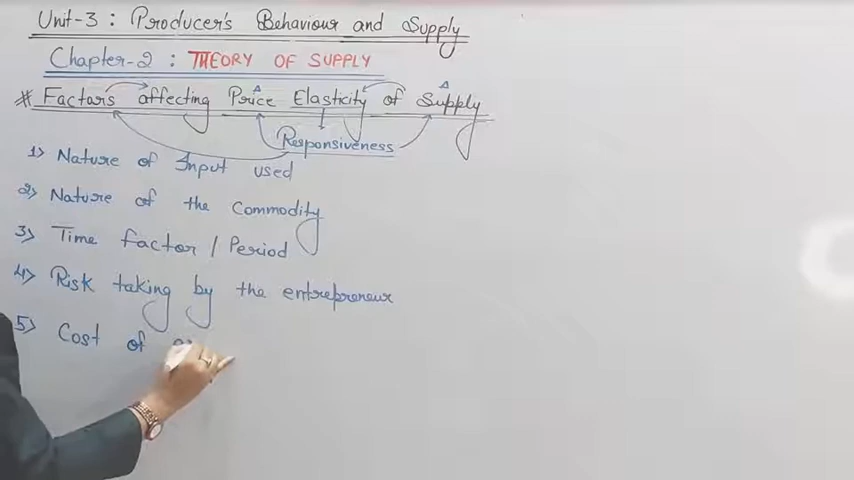 Unit-3 : Producer's Behaviour and Supply
Chapter-2 : THEORY OF SUPPLY
# Factors affecting Price Elasticity of Supply
Responsiveness
1) Nature of Input used
2) Nature of the Commodity
3) Time factor / Period
4) Risk taking by the entrepreneur
5) Cost of